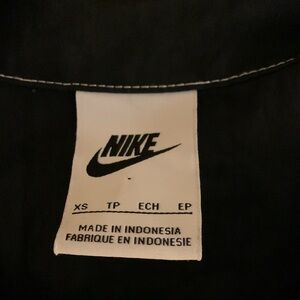 NIKE
XS TP ECH EP
MADE IN INDONESIA
FABRIQUE EN INDONESIE